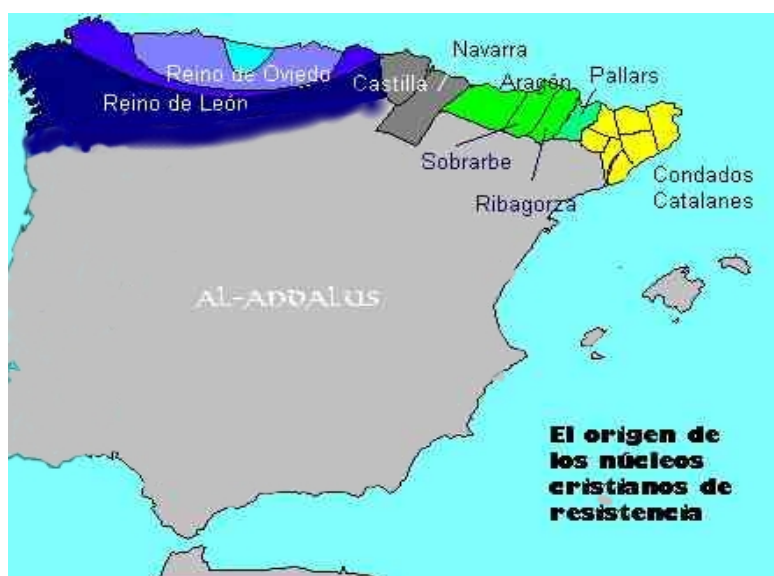 Navarra
Reino de Oviedo
Castilla /
Aragón
Pallars
Reino de León
Sobrarbe
Ribagorza
Condados
Catalanes
AL-ANDALUS
El origen de
los núcleos
cristianos de
resistencia